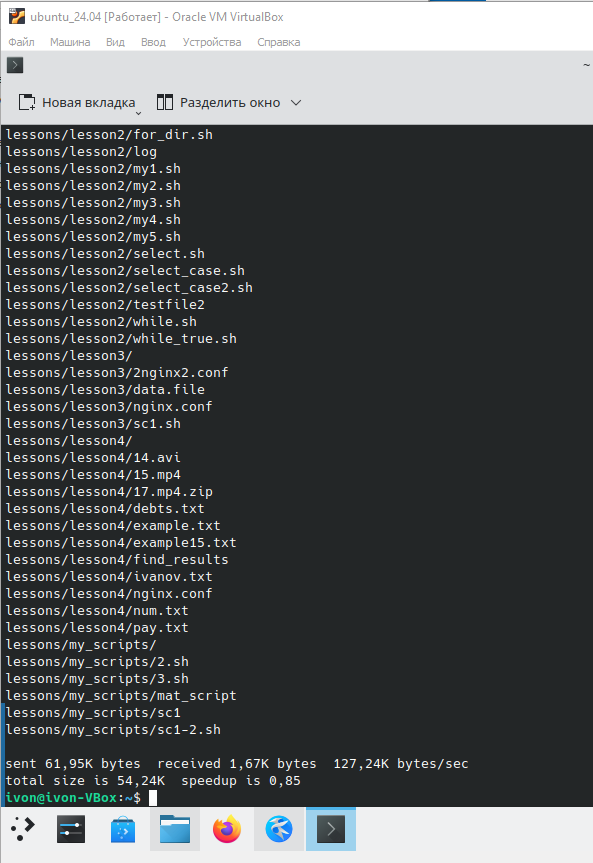 ubuntu_24.04 [Работает] - Oracle VM VirtualBox
Файл Машина Вид Ввод Устройства Справка
~
Новая вкладка Разделить окно
lessons/lesson2/for_dir.sh
lessons/lesson2/log
lessons/lesson2/my1.sh
lessons/lesson2/my2.sh
lessons/lesson2/my3.sh
lessons/lesson2/my4.sh
lessons/lesson2/my5.sh
lessons/lesson2/select.sh
lessons/lesson2/select_case.sh
lessons/lesson2/select_case2.sh
lessons/lesson2/testfile2
lessons/lesson2/while.sh
lessons/lesson2/while_true.sh
lessons/lesson3/
lessons/lesson3/2nginx2.conf
lessons/lesson3/data.file
lessons/lesson3/nginx.conf
lessons/lesson3/sc1.sh
lessons/lesson4/
lessons/lesson4/14.avi
lessons/lesson4/15.mp4
lessons/lesson4/17.mp4.zip
lessons/lesson4/debts.txt
lessons/lesson4/example.txt
lessons/lesson4/example15.txt
lessons/lesson4/find_results
lessons/lesson4/ivanov.txt
lessons/lesson4/nginx.conf
lessons/lesson4/num.txt
lessons/lesson4/pay.txt
lessons/my_scripts/
lessons/my_scripts/2.sh
lessons/my_scripts/3.sh
lessons/my_scripts/mat_script
lessons/my_scripts/sc1
lessons/my_scripts/sc1-2.sh
sent 61,95K bytes  received 1,67K bytes  127,24K bytes/sec
total size is 54,24K  speedup is 0,85
ivon@ivon-VBox:~$